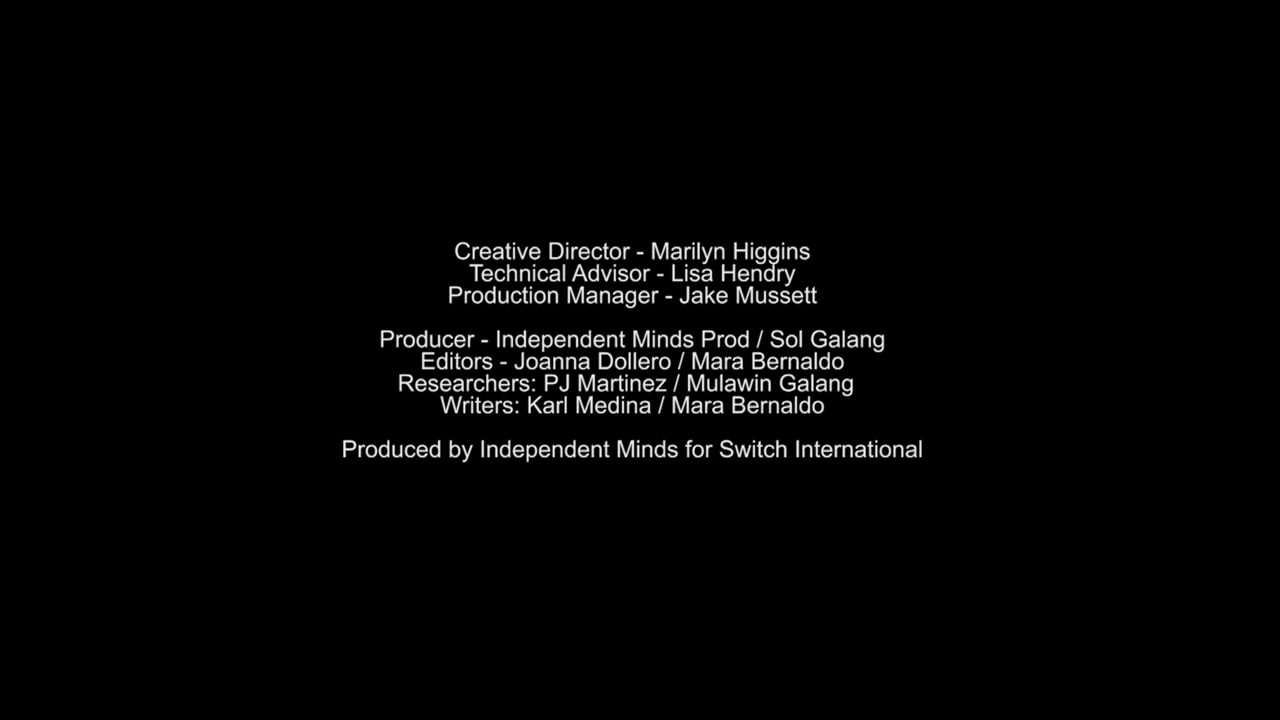 Creative Director - Marilyn Higgins
Technical Advisor - Lisa Hendry
Production Manager - Jake Mussett
Producer - Independent Minds Prod / Sol Galang
Editors - Joanna Dollero / Mara Bernaldo
Researchers: PJ Martinez / Mulawin Galang
Writers: Karl Medina / Mara Bernaldo
Produced by Independent Minds for Switch International